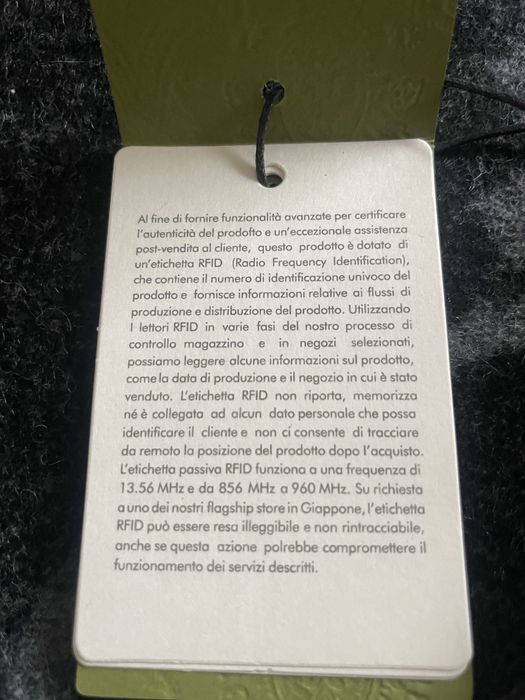 Al fine di fornire funzionalità avanzate per certificare
l'autenticità del prodofto e un'eccezionale assistenza
post-vendita al cliente, questo prodotto è dotato di
un'etichetta RFID (Radio Frequency Identification),
che contiene il numero di identificazione univoco del
prodotto e fornisce informazioni relative ai flussi di
produzione e distribuzione del prodotto. Utilizzando
I lettori RFID in varie fasi del nostro processo di
controllo magazzino e in negozi selezionati,
possiamo leggere alcune informazioni sul prodotto,
come la data di produzione e il negozio in cui è stato
venduto. L'etichetta RFID non riporta, memorizza
né è collegata ad alcun dato personale che possa
identificare il cliente e non ci consente di tracciare
da remoto la posizione del prodotto dopo l'acquisto.
L'etichetta passiva RFID funziona a una frequenza di
13.56 MHz e da 856 MHz a 960 MHz. Su richiesta
a uno dei nostri flagship store in Giappone, l'etichetta
RFID può essere resa illeggibile e non rintracciabile,
anche se questa azione polrebbe compromettere il
funzionamento dei servizi descritti.